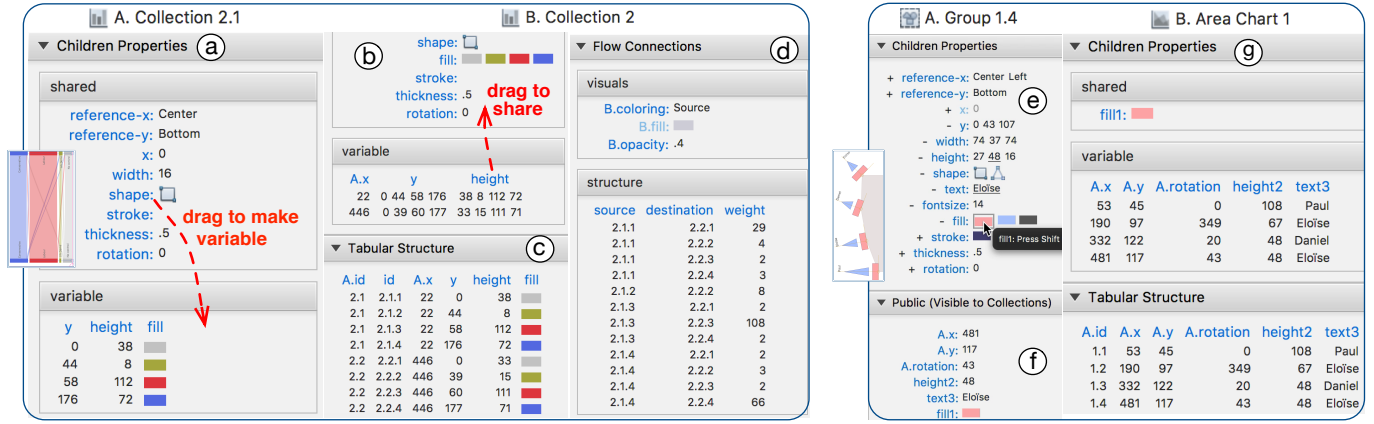 A. Collection 2.1
B. Collection 2
Children Properties
a
shared
reference-x: Center
reference-y: Bottom
x: 0
width: 16
shape:
stroke:
thickness: .5
rotation: 0
drag to make
variable
variable
y height fill
0 38
44 8
58 112
176 72
b
shape:
fill:
stroke:
thickness: .5
rotation: 0
drag to
share
variable
A.x y height
22 0 44 58 176 38 8 112 72
446 0 39 60 177 33 15 111 71
Tabular Structure
c
A.id id A.x y height fill
2.1 2.1.1 22 0 38
2.1 2.1.2 22 44 8
2.1 2.1.3 22 58 112
2.1 2.1.4 22 176 72
2.2 2.2.1 446 0 33
2.2 2.2.2 446 39 15
2.2 2.2.3 446 60 111
2.2 2.2.4 446 177 71
Flow Connections
d
visuals
B.coloring: Source
B.fill:
B.opacity: .4
structure
source destination weight
2.1.1 2.2.1 29
2.1.1 2.2.2 4
2.1.1 2.2.3 2
2.1.1 2.2.4 3
2.1.2 2.2.2 8
2.1.3 2.2.1 2
2.1.3 2.2.3 108
2.1.3 2.2.4 2
2.1.4 2.2.1 2
2.1.4 2.2.2 3
2.1.4 2.2.3 2
2.1.4 2.2.4 66
A. Group 1.4
B. Area Chart 1
Children Properties
e
+ reference-x: Center Left
+ reference-y: Bottom
+ x: 0
- y: 0 43 107
- width: 74 37 74
- height: 27 48 16
- shape:
- text: Eloïse
- fontsize: 14
- fill:
+ stroke:
fill1: Press Shift
+ thickness: .5
+ rotation: 0
Public (Visible to Collections)
A.x: 481
A.y: 117
f
A.rotation: 43
height2: 48
text3: Eloïse
fill1:
Children Properties
g
shared
fill1:
variable
A.x A.y A.rotation height2 text3
53 45 0 108 Paul
190 97 349 67 Eloïse
332 122 20 48 Daniel
481 117 43 48 Eloïse
Tabular Structure
A.id A.x A.y A.rotation height2 text3
1.1 53 45 0 108 Paul
1.2 190 97 349 67 Eloïse
1.3 332 122 20 48 Daniel
1.4 481 117 43 48 Eloïse